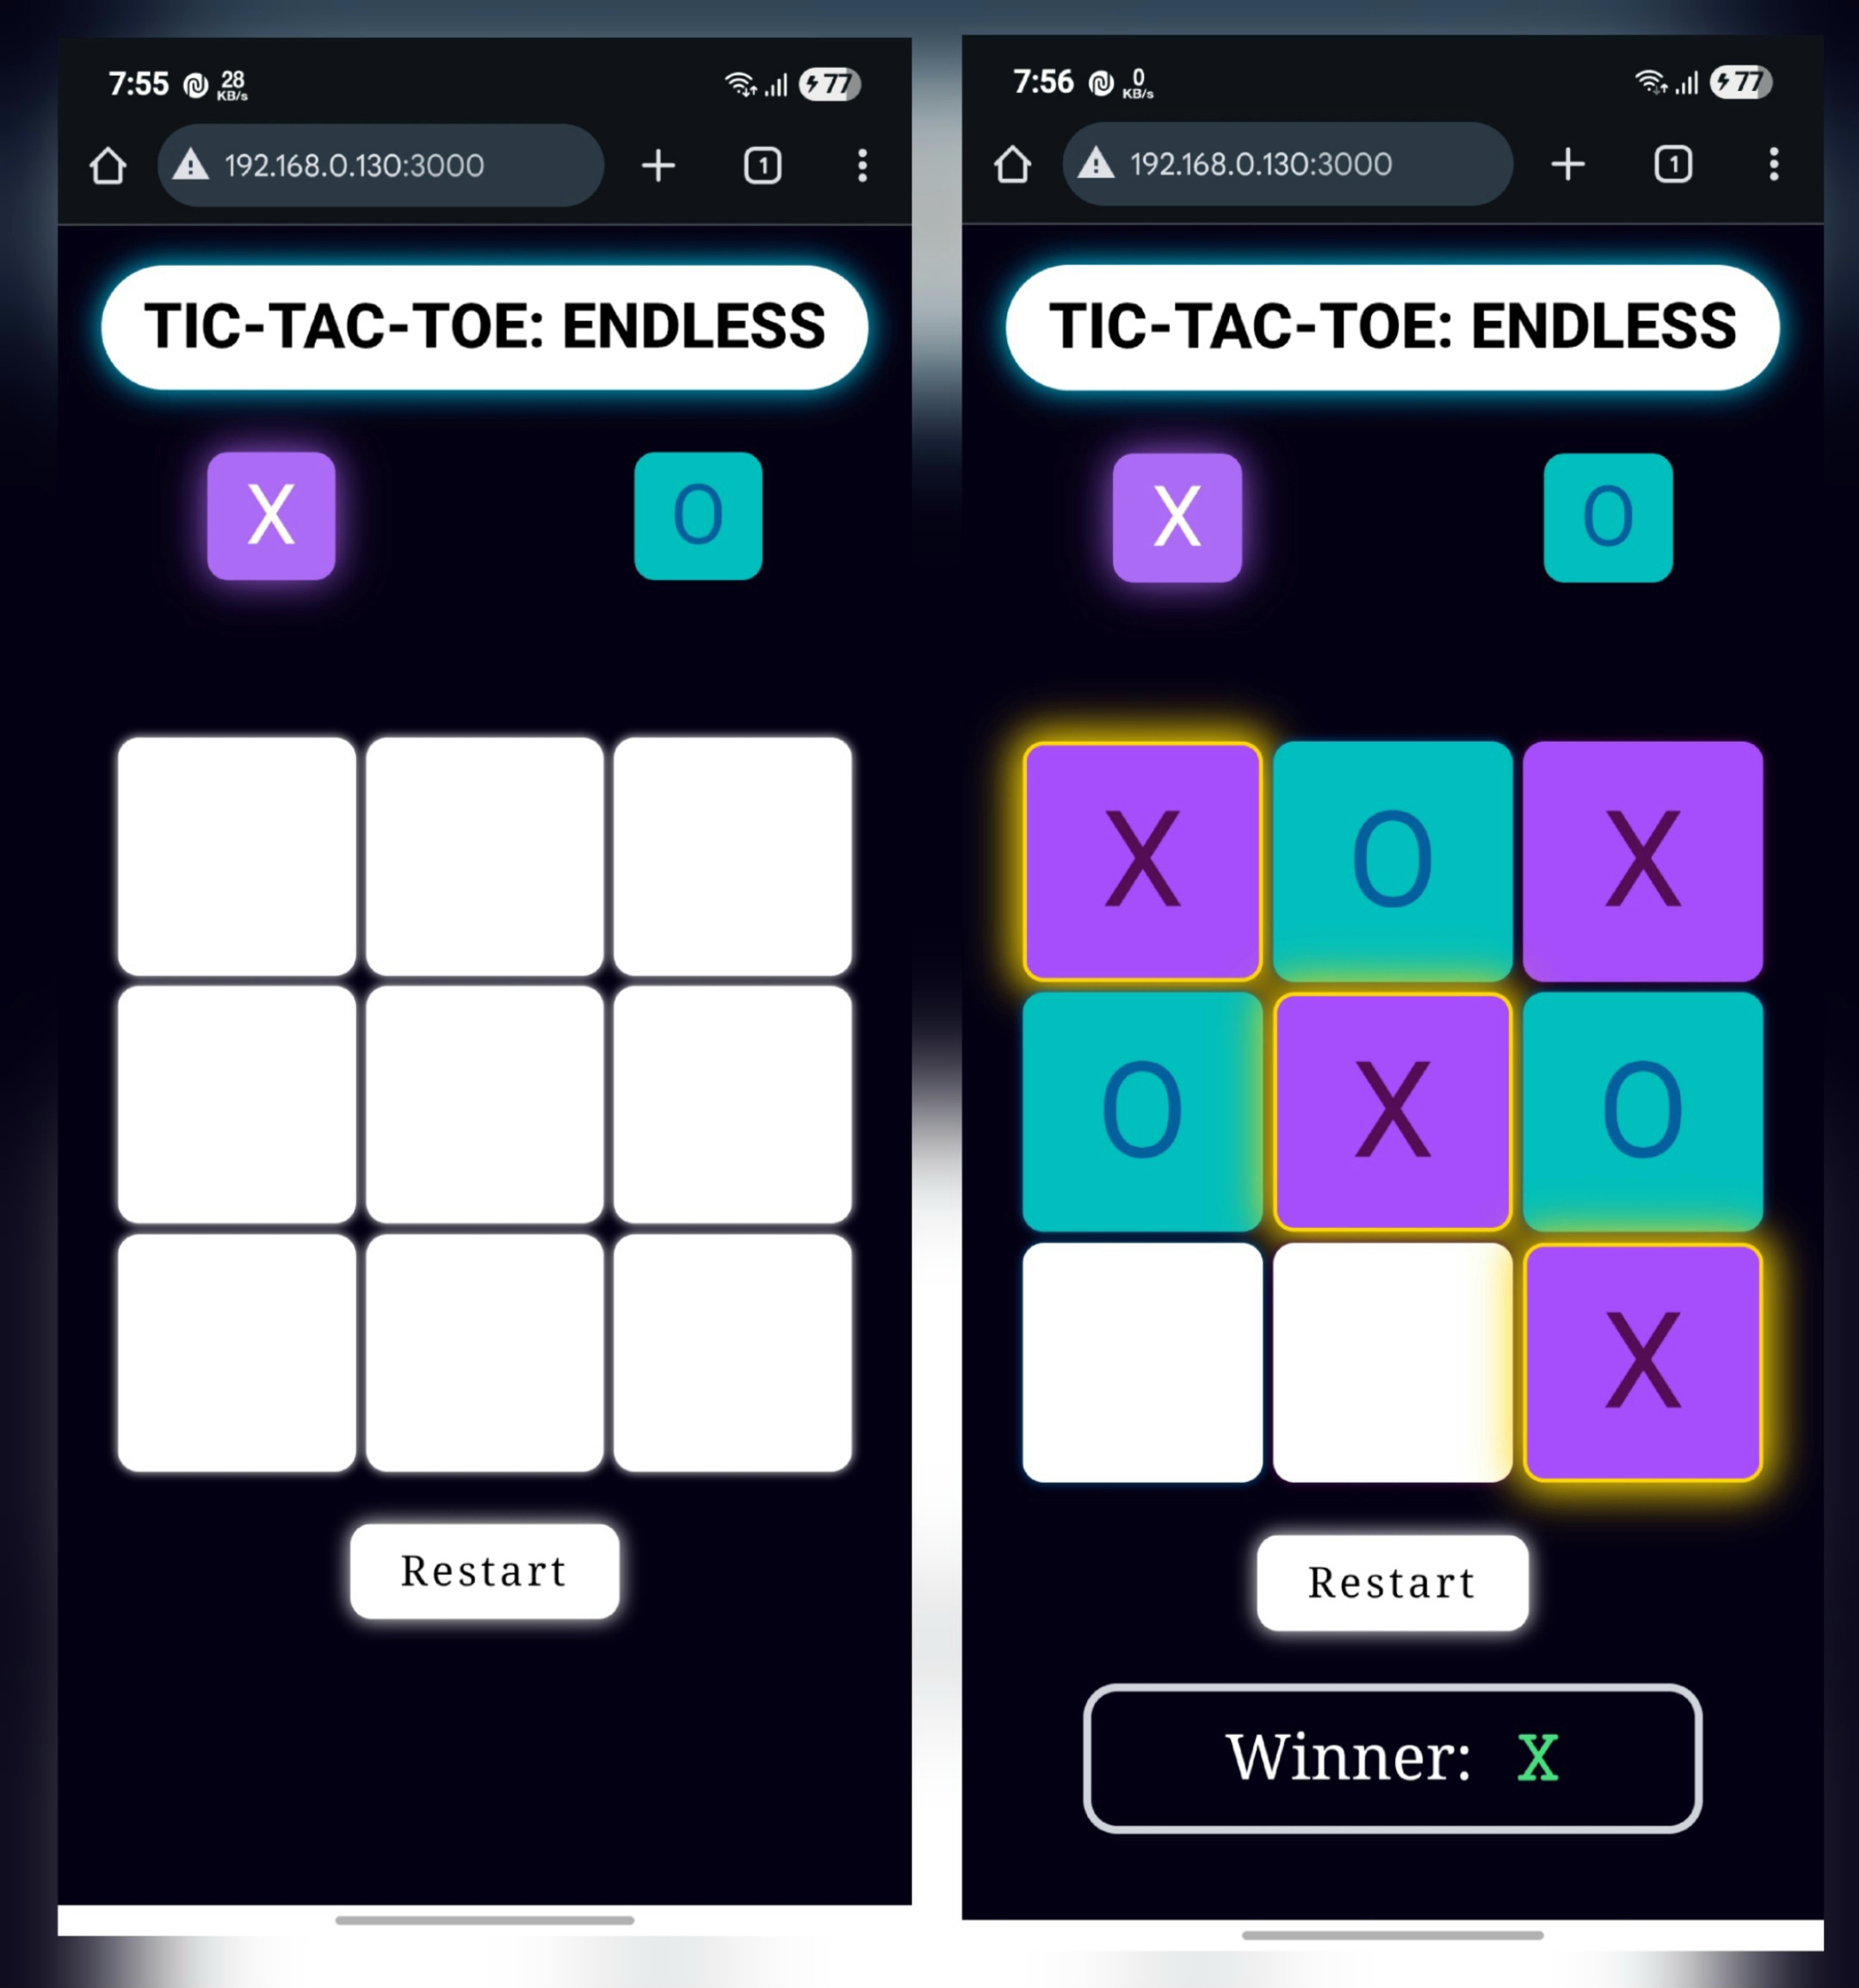 7:55 28 KB/s 77
192.168.0.130:3000 1
TIC-TAC-TOE: ENDLESS
X O
Restart
7:56 0 KB/s 77
192.168.0.130:3000 1
TIC-TAC-TOE: ENDLESS
X O
X O X
O X O
X
Restart
Winner: X